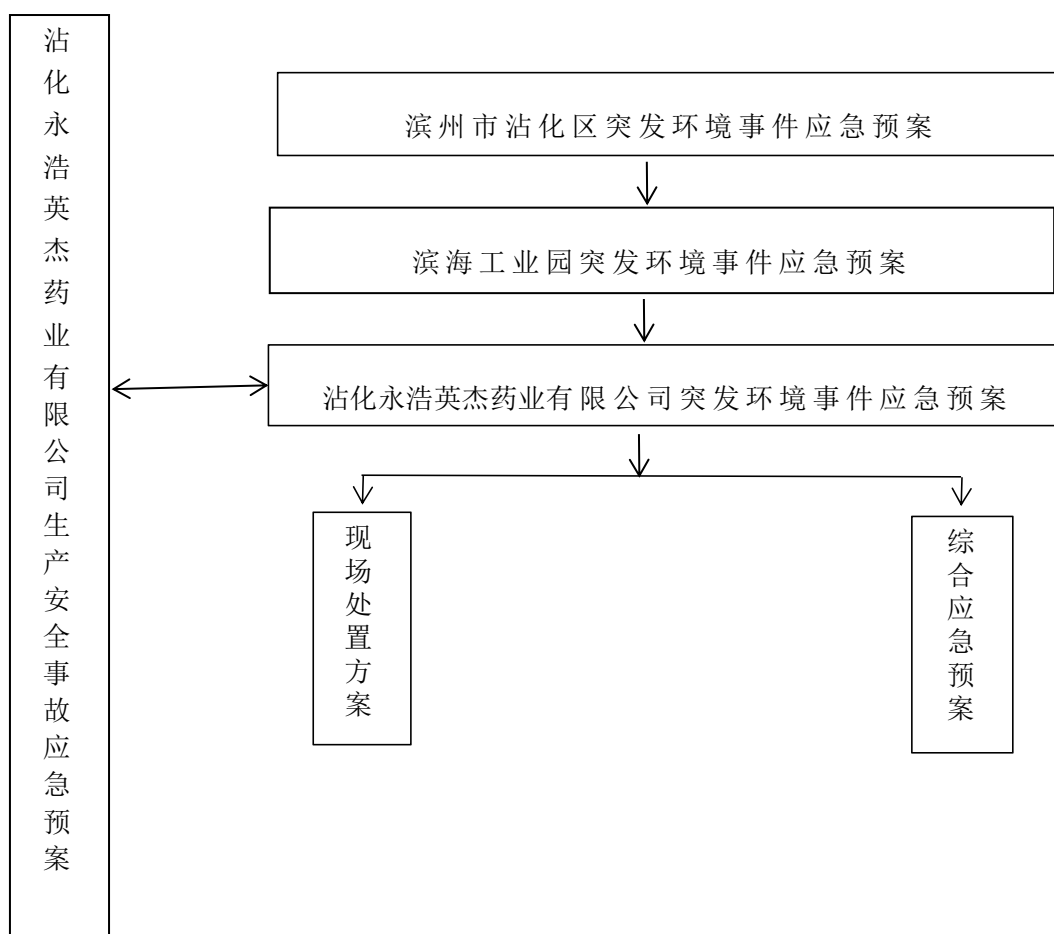 沾化永浩英杰药业有限公司生产安全事故应急预案
滨州市沾化区突发环境事件应急预案
滨海工业园突发环境事件应急预案
沾化永浩英杰药业有限公司突发环境事件应急预案
现场处置方案
综合应急预案